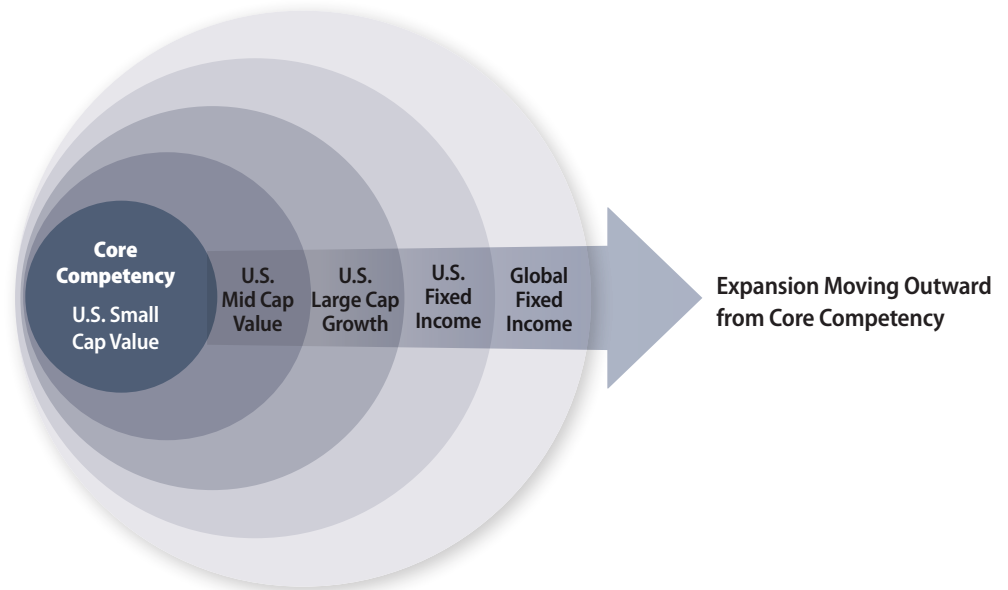 Core
Competency
U.S. Small
Cap Value
U.S.
Mid Cap
Value
U.S.
Large Cap
Growth
U.S.
Fixed
Income
Global
Fixed
Income
Expansion Moving Outward
from Core Competency